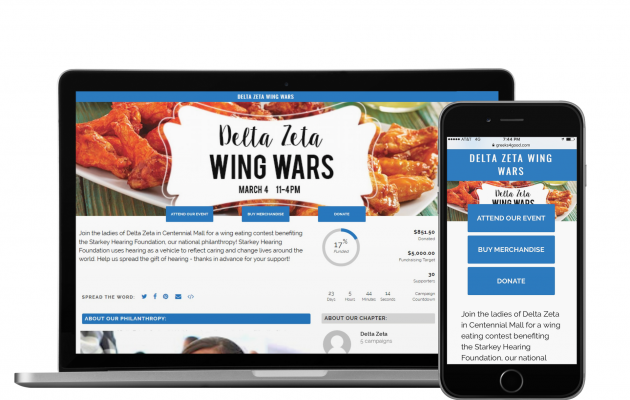 DELTA ZETA WING WARS
Delta Zeta
WING WARS
MARCH 4 11-4PM
ATTEND OUR EVENT
BUY MERCHANDISE
DONATE
Join the ladies of Delta Zeta in Centennial Mall for a wing eating contest benefiting
the Starkey Hearing Foundation, our national philanthropy! Starkey Hearing
Foundation uses hearing as a vehicle to reflect caring and change lives around the
world. Help us spread the gift of hearing - thanks in advance for your support!
17%
Funded
$851.50
Donated
$5,000.00
Fundraising Target
30
Supporters
23 5 44 14
Days Hours Minutes Seconds
Campaign
Countdown
SPREAD THE WORD:
ABOUT OUR PHILANTHROPY:
ABOUT OUR CHAPTER:
Delta Zeta
5 campaigns
AT&T 4G
7:44 PM
greeks4good.com
DELTA ZETA WING
WARS
Delta Zeta
WING WARS
ATTEND OUR EVENT
BUY MERCHANDISE
DONATE
Join the ladies of Delta Zeta
in Centennial Mall for a wing
eating contest benefiting
the Starkey Hearing
Foundation, our national